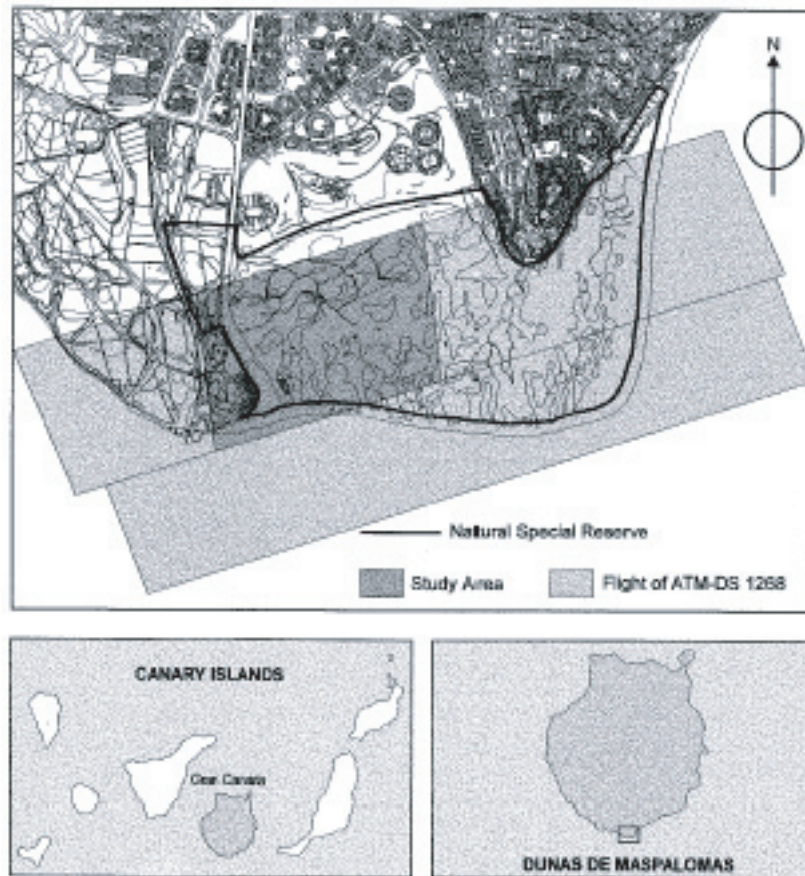 N
Natural Special Reserve
Study Area
Flight of ATM-DS 1268
CANARY ISLANDS
Gran Canaria
DUNAS DE MASPALOMAS